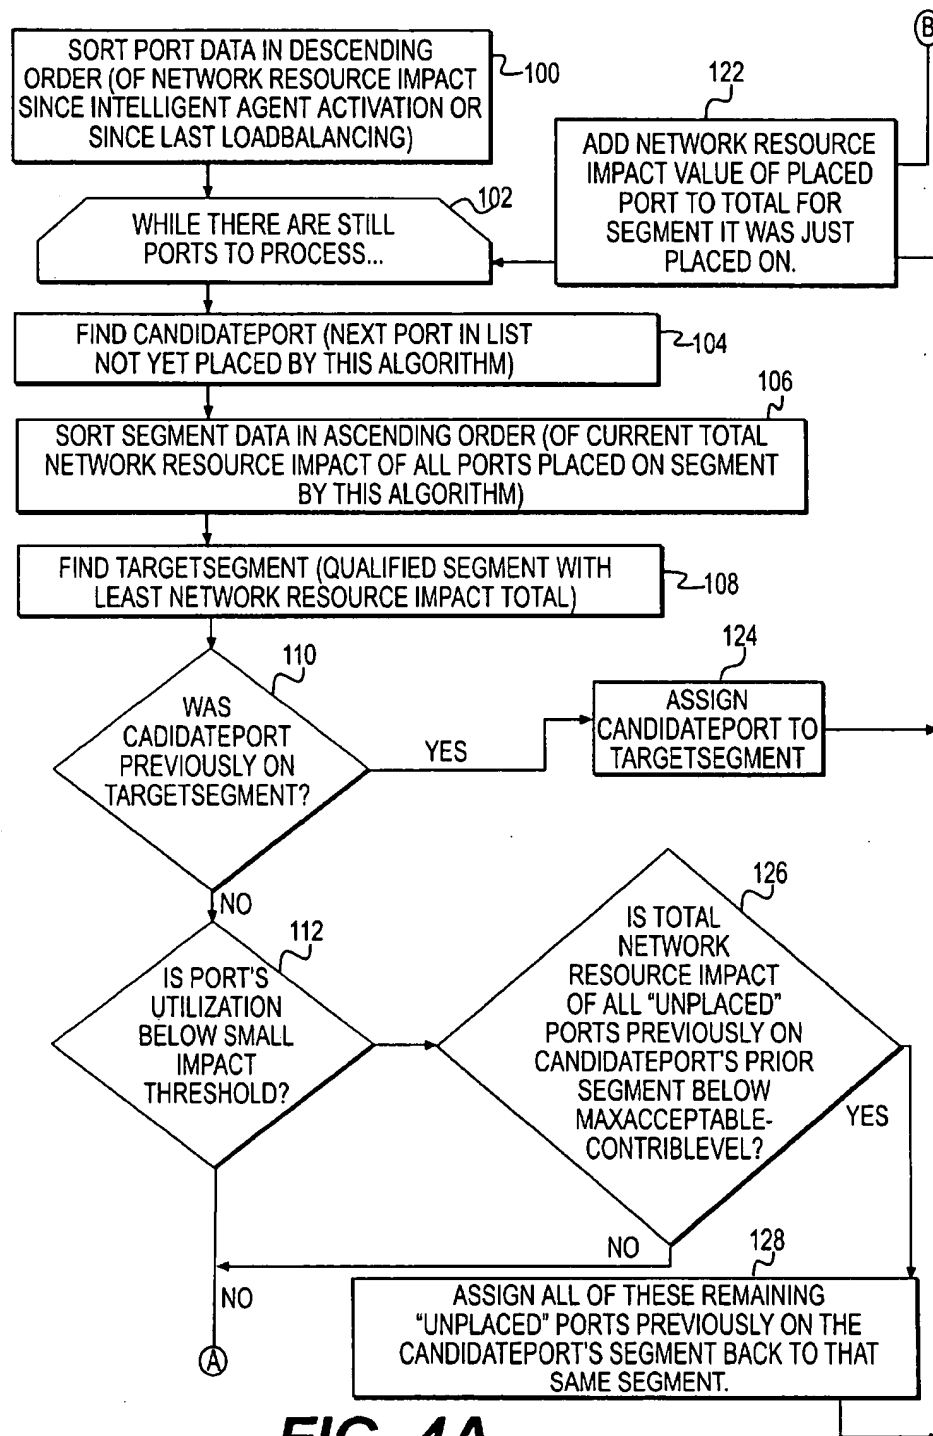 SORT PORT DATA IN DESCENDING
ORDER (OF NETWORK RESOURCE IMPACT
SINCE INTELLIGENT AGENT ACTIVATION OR
SINCE LAST LOADBALANCING)
100
B
122
ADD NETWORK RESOURCE
IMPACT VALUE OF PLACED
PORT TO TOTAL FOR
SEGMENT IT WAS JUST
PLACED ON.
102
WHILE THERE ARE STILL
PORTS TO PROCESS...
FIND CANDIDATEPORT (NEXT PORT IN LIST
NOT YET PLACED BY THIS ALGORITHM)
104
106
SORT SEGMENT DATA IN ASCENDING ORDER (OF CURRENT TOTAL
NETWORK RESOURCE IMPACT OF ALL PORTS PLACED ON SEGMENT
BY THIS ALGORITHM)
FIND TARGETSEGMENT (QUALIFIED SEGMENT WITH
LEAST NETWORK RESOURCE IMPACT TOTAL)
108
110
WAS
CADIDATEPORT
PREVIOUSLY ON
TARGETSEGMENT?
YES
124
ASSIGN
CANDIDATEPORT TO
TARGETSEGMENT
NO
112
IS PORT'S
UTILIZATION
BELOW SMALL
IMPACT
THRESHOLD?
126
IS TOTAL
NETWORK
RESOURCE IMPACT
OF ALL "UNPLACED"
PORTS PREVIOUSLY ON
CANDIDATEPORT'S PRIOR
SEGMENT BELOW
MAXACCEPTABLE-
CONTRIBLEVEL?
YES
NO
NO
A
128
ASSIGN ALL OF THESE REMAINING
"UNPLACED" PORTS PREVIOUSLY ON THE
CANDIDATEPORT'S SEGMENT BACK TO THAT
SAME SEGMENT.
FIG. 4A